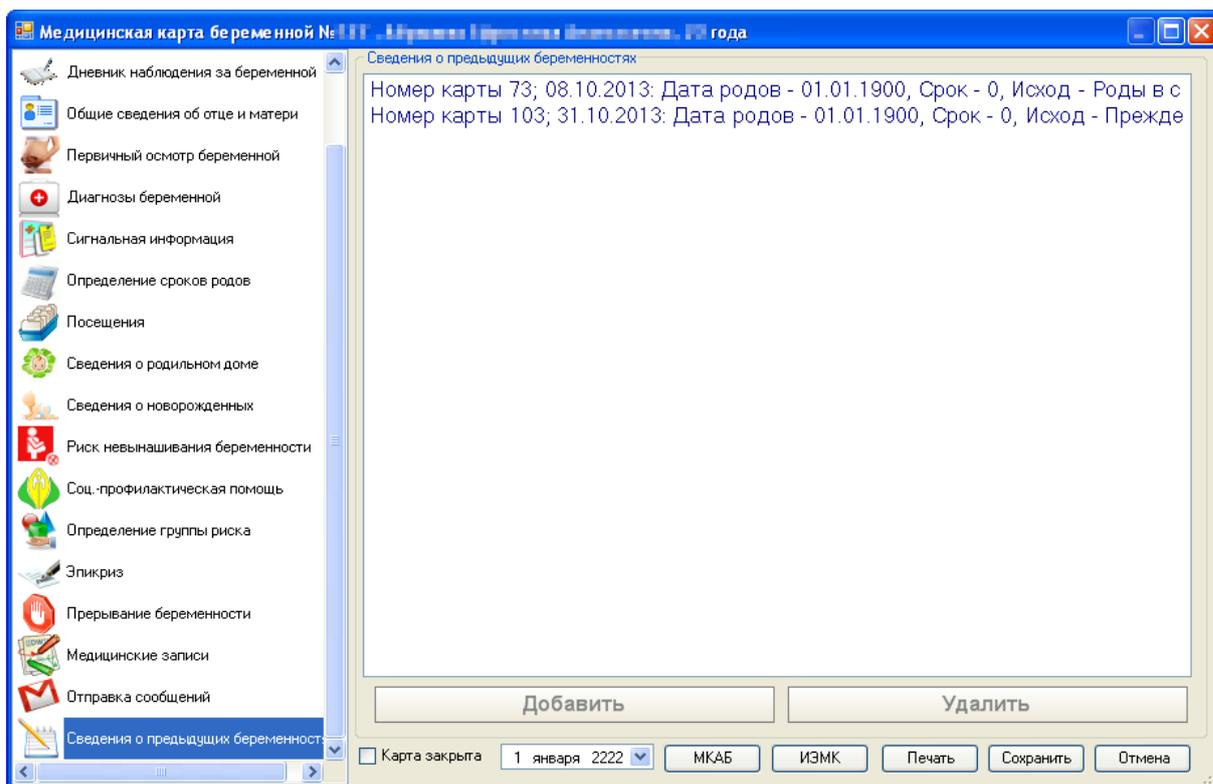 Медицинская карта беременной № года
Дневник наблюдения за беременной
Общие сведения об отце и матери
Первичный осмотр беременной
Диагнозы беременной
Сигнальная информация
Определение сроков родов
Посещения
Сведения о родильном доме
Сведения о новорожденных
Риск невынашивания беременности
Соц.-профилактическая помощь
Определение группы риска
Эпикриз
Прерывание беременности
Медицинские записи
Отправка сообщений
Сведения о предыдущих беременност
Сведения о предыдущих беременностях
Номер карты 73; 08.10.2013: Дата родов - 01.01.1900, Срок - 0, Исход - Роды в с
Номер карты 103; 31.10.2013: Дата родов - 01.01.1900, Срок - 0, Исход - Прежде
Добавить Удалить
Карта закрыта 1 января 2222 МКАБ ИЗМК Печать Сохранить Отмена